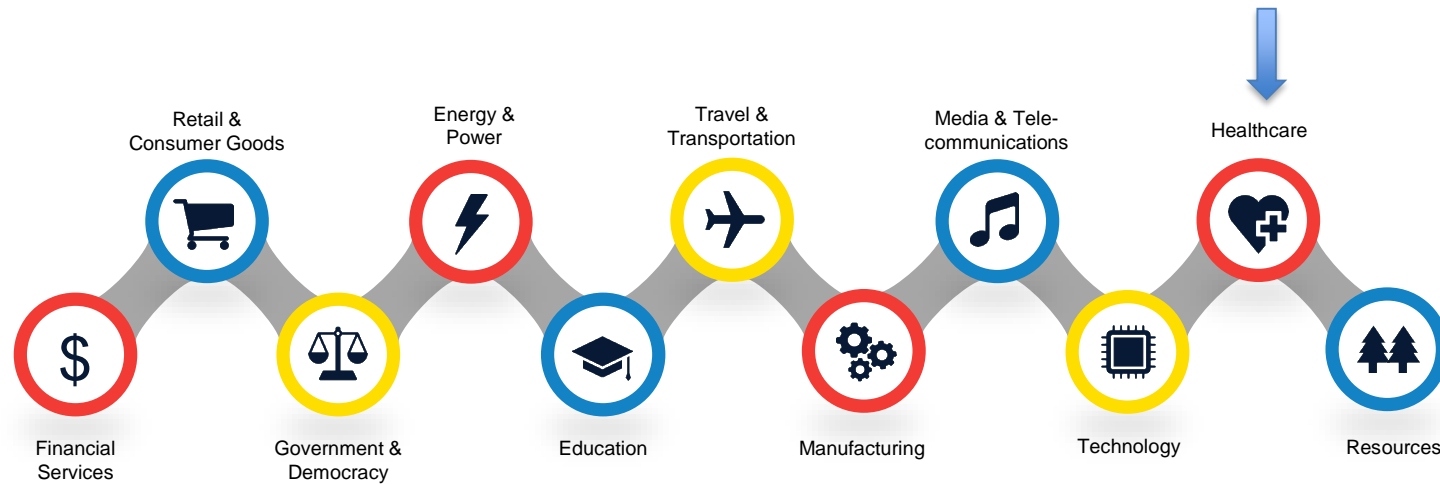 Retail &
Consumer Goods
Energy &
Power
Travel &
Transportation
Media & Tele-
communications
Healthcare
$
Financial
Services
Government &
Democracy
Education
Manufacturing
Technology
Resources